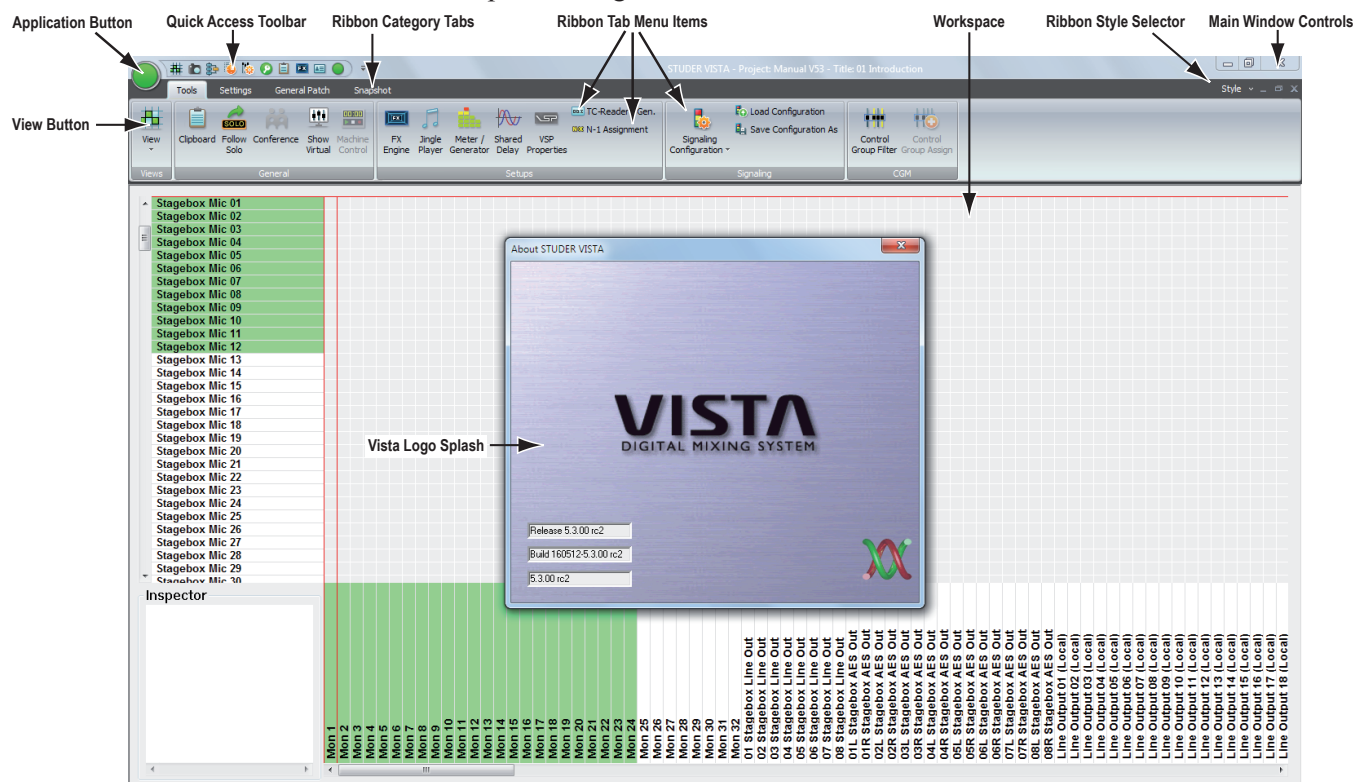 Application Button
Quick Access Toolbar
Ribbon Category Tabs
Ribbon Tab Menu Items
Workspace
Ribbon Style Selector
Main Window Controls
STUDER VISTA - Project: Manual V53 - Title: 01 Introduction
Tools
Settings
General Patch
Snapshot
Style
View Button
View
Clipboard
Follow Solo
Conference
Show Virtual
Machine Control
FX Engine
Jingle Player
Meter / Generator
Shared Delay
VSP Properties
TC-Reader / Gen.
N-1 Assignment
Signaling Configuration
Load Configuration
Save Configuration As
Control Group Filter
Control Group Assign
Views
General
Setups
Signaling
CGM
Stagebox Mic 01
Stagebox Mic 02
Stagebox Mic 03
Stagebox Mic 04
Stagebox Mic 05
Stagebox Mic 06
Stagebox Mic 07
Stagebox Mic 08
Stagebox Mic 09
Stagebox Mic 10
Stagebox Mic 11
Stagebox Mic 12
Stagebox Mic 13
Stagebox Mic 14
Stagebox Mic 15
Stagebox Mic 16
Stagebox Mic 17
Stagebox Mic 18
Stagebox Mic 19
Stagebox Mic 20
Stagebox Mic 21
Stagebox Mic 22
Stagebox Mic 23
Stagebox Mic 24
Stagebox Mic 25
Stagebox Mic 26
Stagebox Mic 27
Stagebox Mic 28
Stagebox Mic 29
Stagebox Mic 30
About STUDER VISTA
VISTA
DIGITAL MIXING SYSTEM
Vista Logo Splash
Release 5.3.00 rc2
Build 160512-5.3.00 rc2
5.3.00 rc2
Inspector
Mon 1
Mon 2
Mon 3
Mon 4
Mon 5
Mon 6
Mon 7
Mon 8
Mon 9
Mon 10
Mon 11
Mon 12
Mon 13
Mon 14
Mon 15
Mon 16
Mon 17
Mon 18
Mon 19
Mon 20
Mon 21
Mon 22
Mon 23
Mon 24
Mon 25
Mon 26
Mon 27
Mon 28
Mon 29
Mon 30
Mon 31
Mon 32
01 Stagebox Line Out
02 Stagebox Line Out
03 Stagebox Line Out
04 Stagebox Line Out
05 Stagebox Line Out
06 Stagebox Line Out
07 Stagebox Line Out
08 Stagebox Line Out
01L Stagebox AES Out
01R Stagebox AES Out
02L Stagebox AES Out
02R Stagebox AES Out
03L Stagebox AES Out
03R Stagebox AES Out
04L Stagebox AES Out
04R Stagebox AES Out
05L Stagebox AES Out
05R Stagebox AES Out
06L Stagebox AES Out
06R Stagebox AES Out
07L Stagebox AES Out
07R Stagebox AES Out
08L Stagebox AES Out
08R Stagebox AES Out
Line Output 01 (Local)
Line Output 02 (Local)
Line Output 03 (Local)
Line Output 04 (Local)
Line Output 05 (Local)
Line Output 06 (Local)
Line Output 07 (Local)
Line Output 08 (Local)
Line Output 09 (Local)
Line Output 10 (Local)
Line Output 11 (Local)
Line Output 12 (Local)
Line Output 13 (Local)
Line Output 14 (Local)
Line Output 15 (Local)
Line Output 16 (Local)
Line Output 17 (Local)
Line Output 18 (Local)